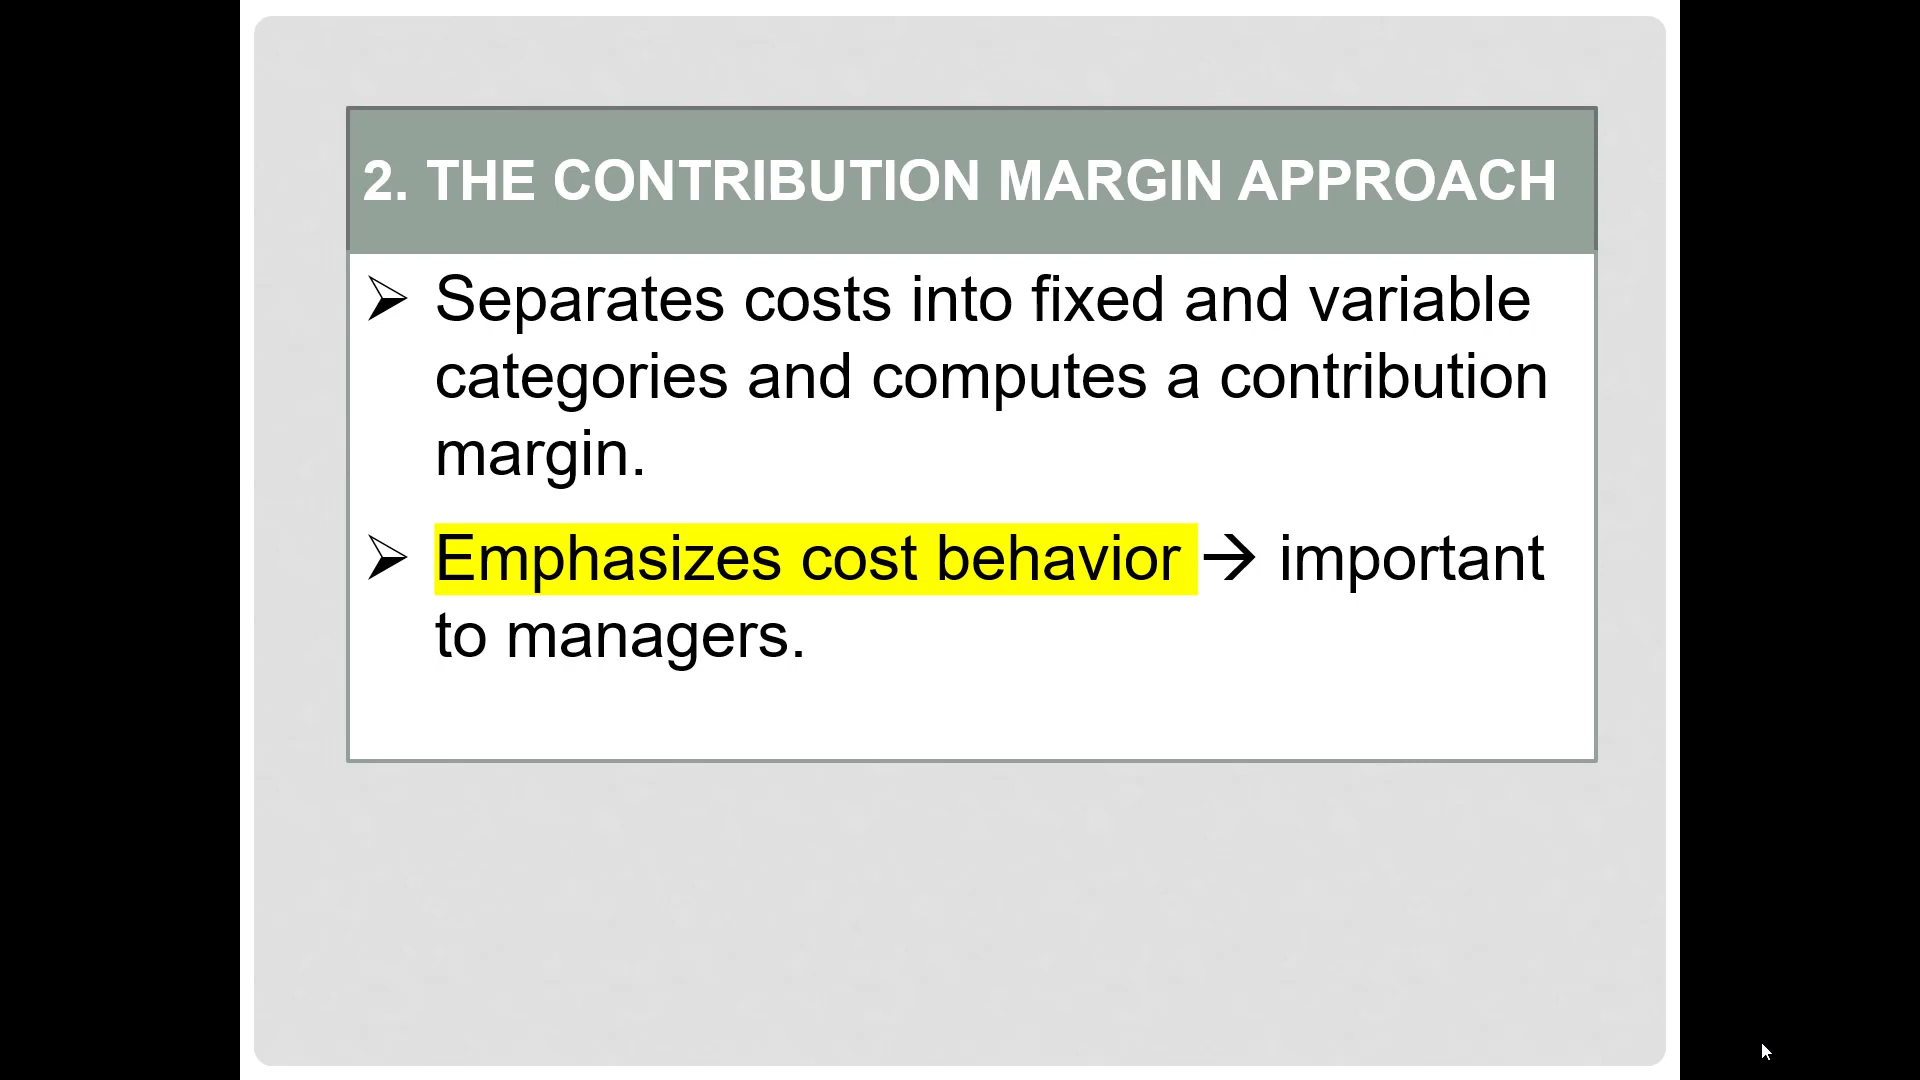 2. THE CONTRIBUTION MARGIN APPROACH
➢ Separates costs into fixed and variable
categories and computes a contribution
margin.
➢ Emphasizes cost behavior → important
to managers.